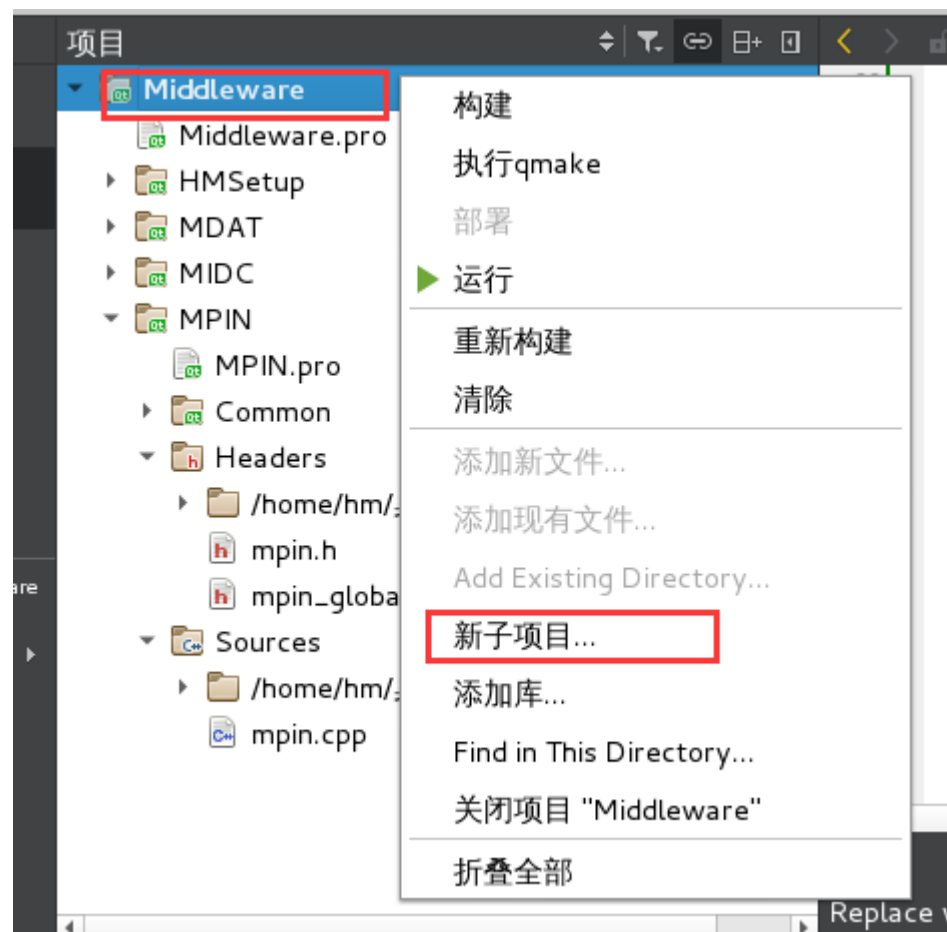 项目
Middleware
Middleware.pro
HMSetup
MDAT
MIDC
MPIN
MPIN.pro
Common
Headers
/home/hm/
mpin.h
mpin_globa
Sources
/home/hm/
mpin.cpp
are
构建
执行qmake
部署
运行
重新构建
清除
添加新文件...
添加现有文件...
Add Existing Directory...
新子项目...
添加库...
Find in This Directory...
关闭项目 "Middleware"
折叠全部
Replace